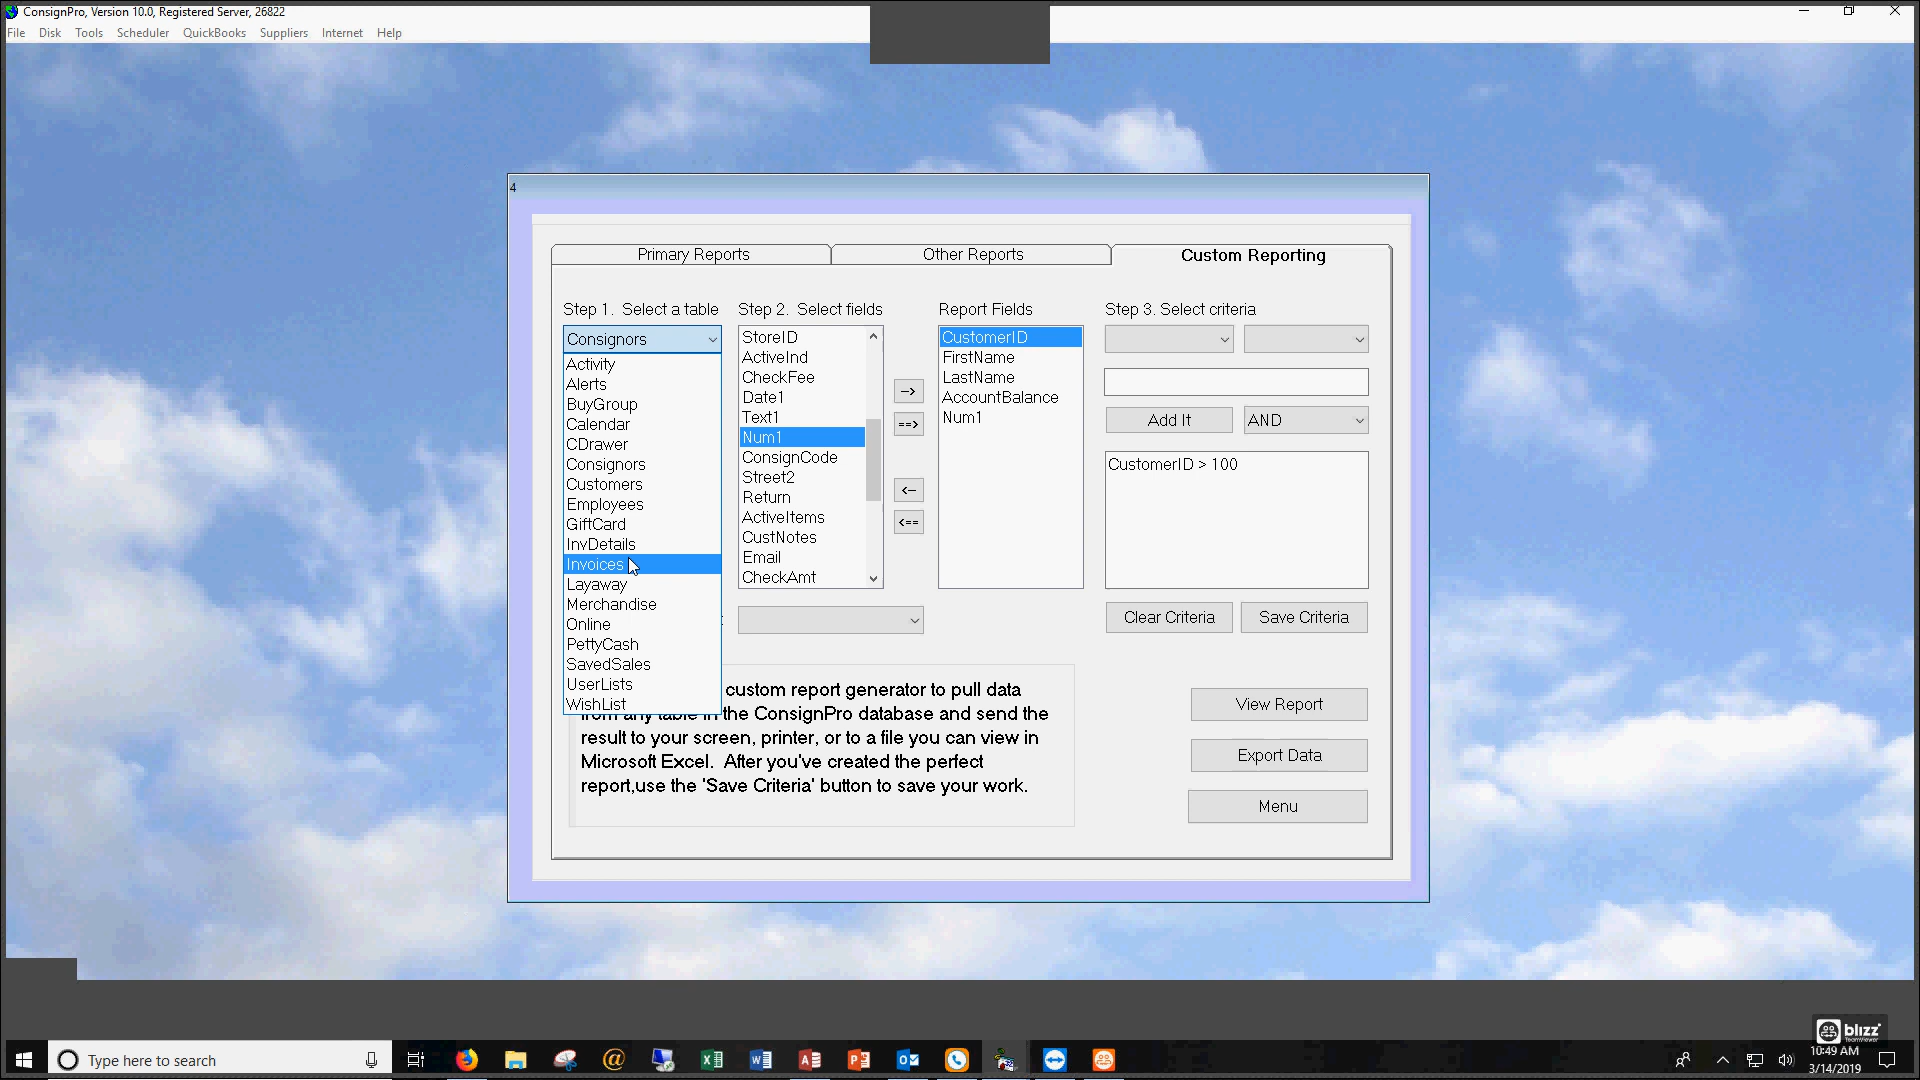 ConsignPro, Version 10.0, Registered Server, 26822
File Disk Tools Scheduler QuickBooks Suppliers Internet Help
4
Primary Reports Other Reports Custom Reporting
Step 1. Select a table Step 2. Select fields Report Fields Step 3. Select criteria
Consignors
Activity
Alerts
BuyGroup
Calendar
CDrawer
Consignors
Customers
Employees
GiftCard
InvDetails
Invoices
Layaway
Merchandise
Online
PettyCash
SavedSales
UserLists
WishList
StoreID
ActiveInd
CheckFee
Date1
Text1
Num1
ConsignCode
Street2
Return
ActiveItems
CustNotes
Email
CheckAmt
-->
==>
<--
<==
CustomerID
FirstName
LastName
AccountBalance
Num1
Add It AND
CustomerID > 100
Clear Criteria Save Criteria
custom report generator to pull data
from any table in the ConsignPro database and send the
result to your screen, printer, or to a file you can view in
Microsoft Excel. After you've created the perfect
report,use the 'Save Criteria' button to save your work.
View Report
Export Data
Menu
blizz
TeamViewer
Type here to search
10:49 AM
3/14/2019